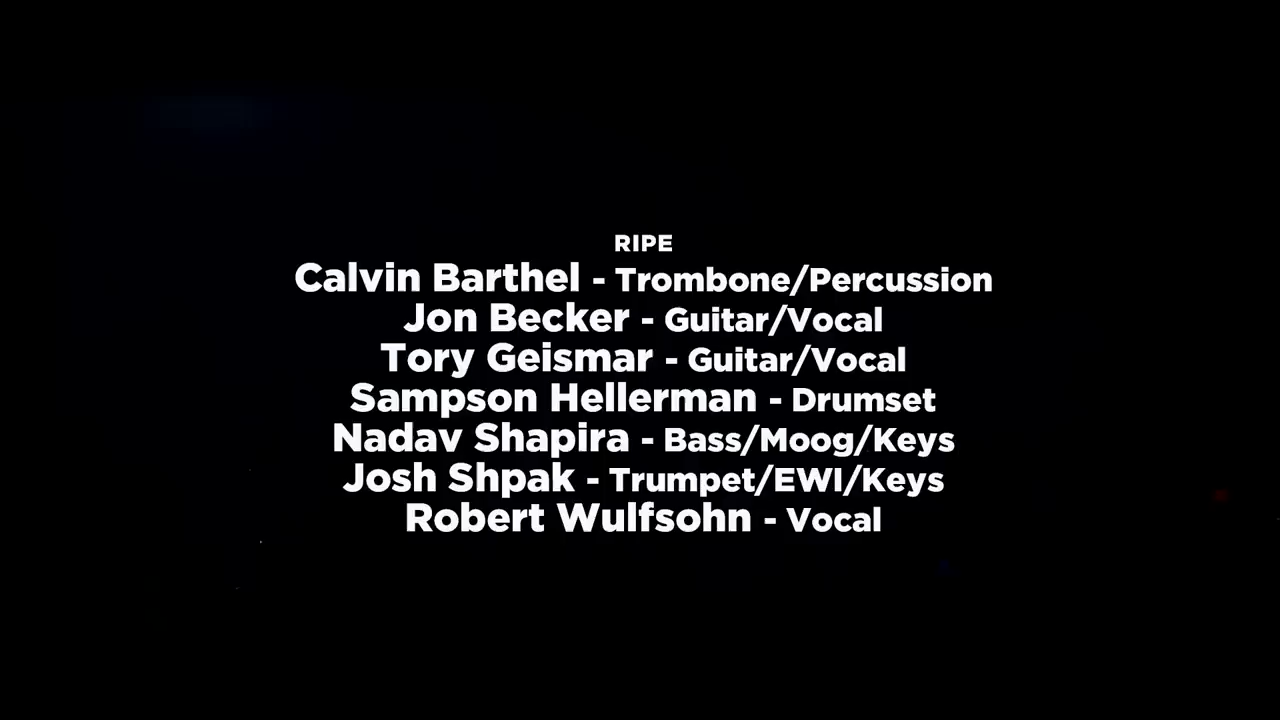 RIPE
Calvin Barthel - Trombone/Percussion
Jon Becker - Guitar/Vocal
Tory Geismar - Guitar/Vocal
Sampson Hellerman - Drumset
Nadav Shapira - Bass/Moog/Keys
Josh Shpak - Trumpet/EWI/Keys
Robert Wulfsohn - Vocal